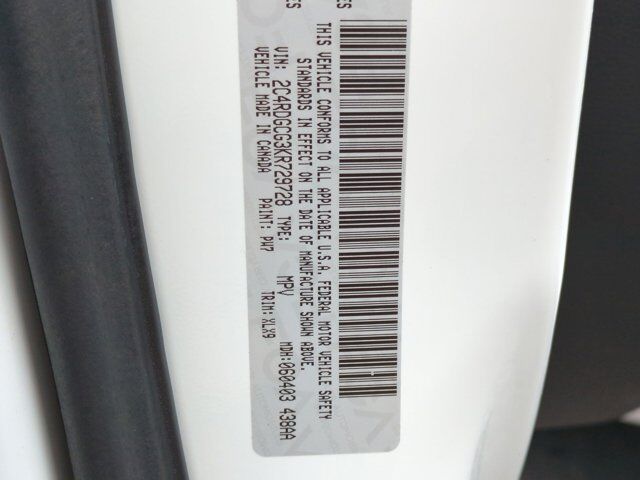 THIS VEHICLE CONFORMS TO ALL APPLICABLE U.S.A. FEDERAL MOTOR VEHICLE SAFETY
STANDARDS IN EFFECT ON THE DATE OF MANUFACTURE SHOWN ABOVE.
VIN: 2C4RDGCG3KR729728 TYPE: MPV MDH: 060403 438AA
VEHICLE MADE IN CANADA PAINT: PW7 TRIM: XLX9